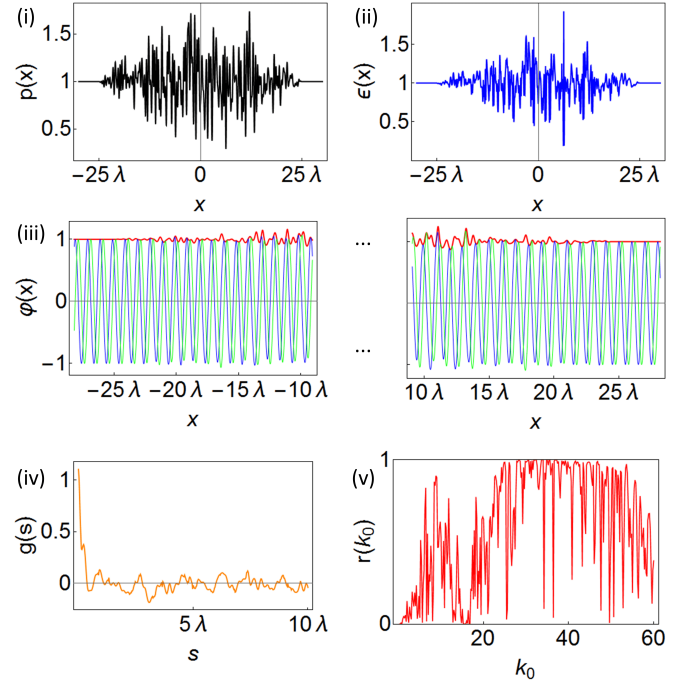 (i)
p(x)
1.5
1
0.5
−25 λ
0
25 λ
x
(ii)
ϵ(x)
1.5
1
0.5
−25 λ
0
25 λ
x
(iii)
φ(x)
1
0
−1
−25 λ
−20 λ
−15 λ
−10 λ
x
...
...
10 λ
15 λ
20 λ
25 λ
x
(iv)
g(s)
1
0.5
0
5 λ
10 λ
s
(v)
r(k₀)
1
0
20
40
60
k₀